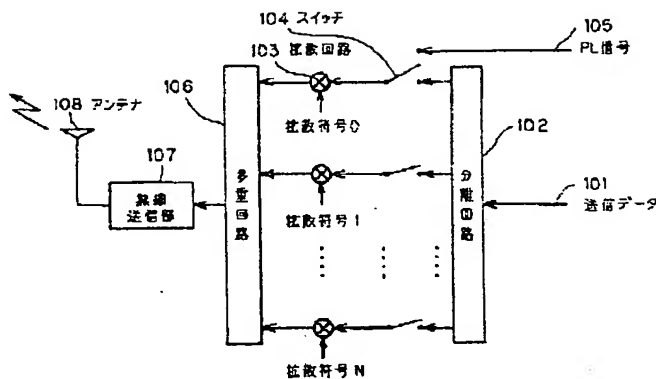 104 スイッチ
105
PL信号
103 拡散回路
106
108 アンテナ
拡散符号0
102
107
無線
送信部
多重回路
分離回路
101
送信データ
拡散符号1
拡散符号N